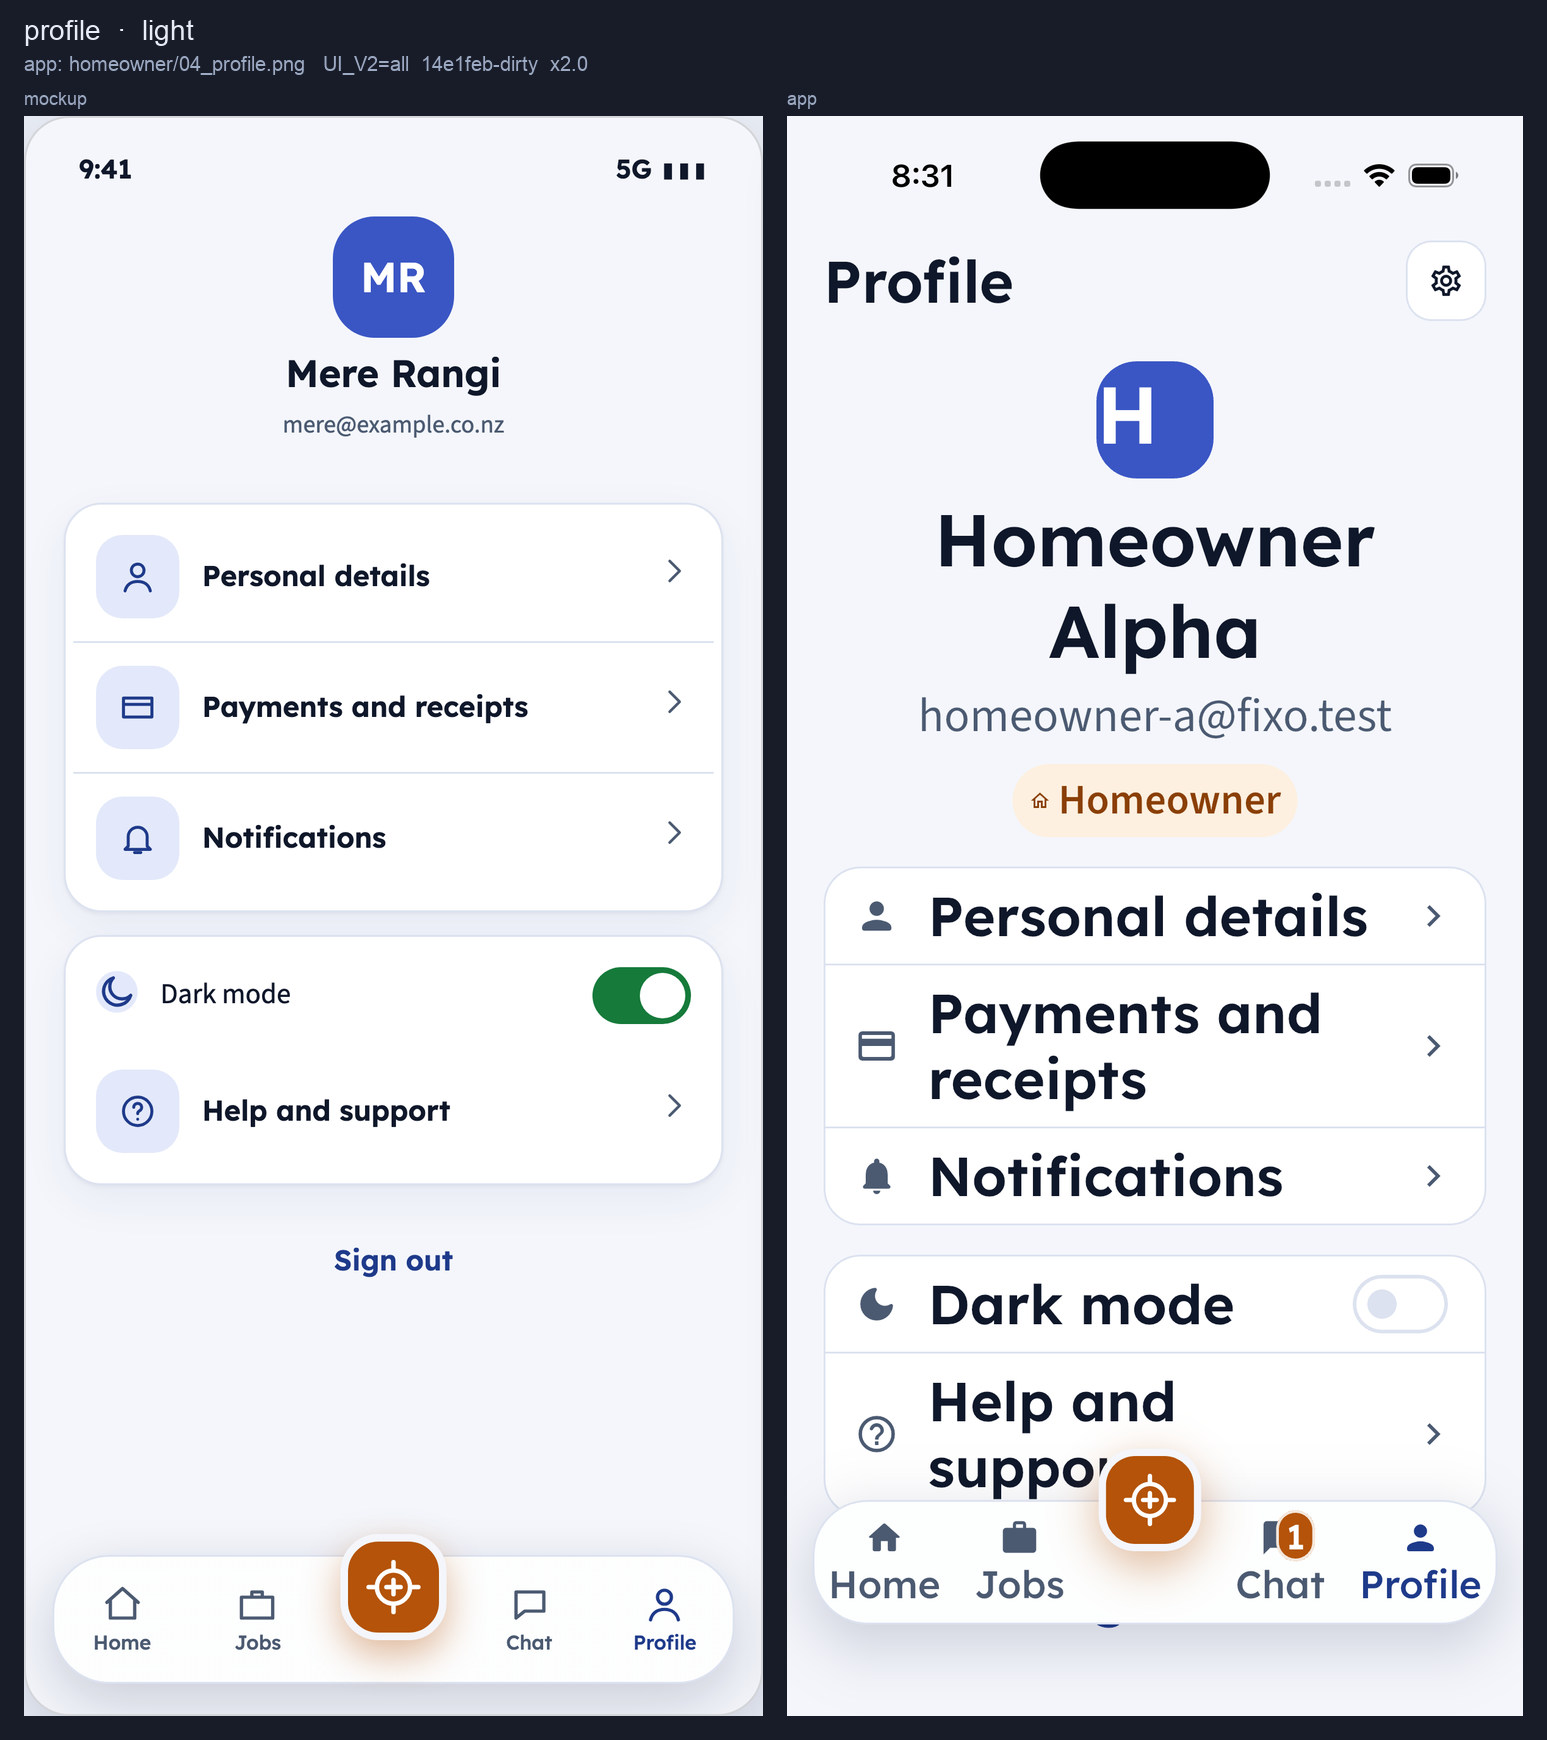 profile · light
app: homeowner/04_profile.png UI_V2=all 14e1feb-dirty x2.0
mockup
9:41
5G
MR
Mere Rangi
mere@example.co.nz
Personal details
Payments and receipts
Notifications
Dark mode
Help and support
Sign out
Home
Jobs
Chat
Profile
app
8:31
Profile
H
Homeowner
Alpha
homeowner-a@fixo.test
Homeowner
Personal details
Payments and
receipts
Notifications
Dark mode
Help and
Home
Jobs
1
Chat
Profile